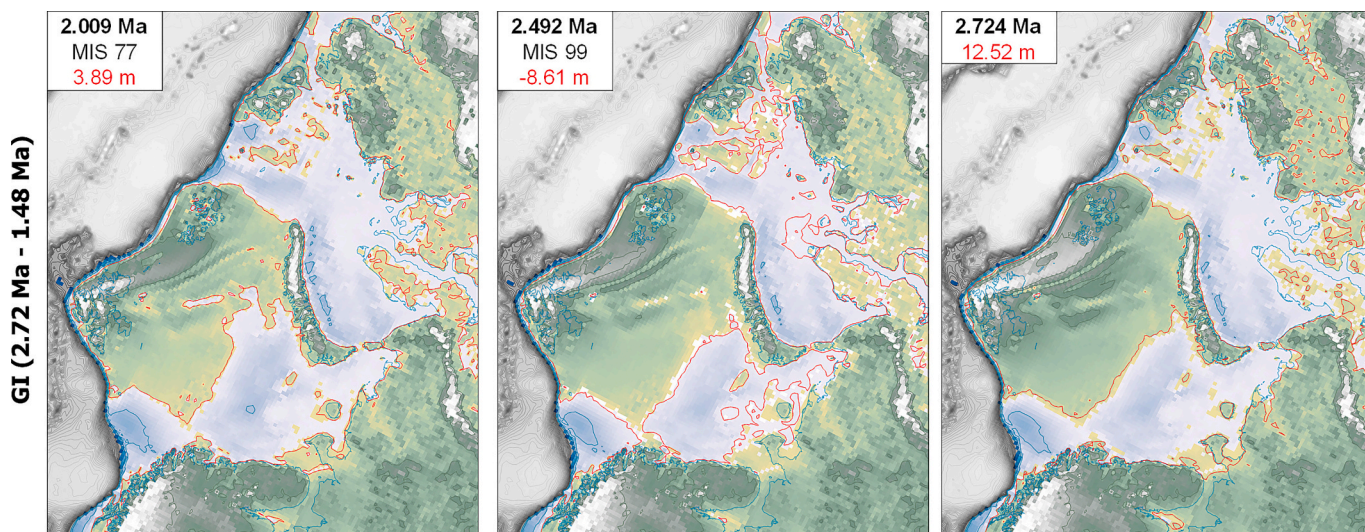 GI (2.72 Ma - 1.48 Ma)
2.009 Ma
MIS 77
3.89 m
2.492 Ma
MIS 99
-8.61 m
2.724 Ma
12.52 m